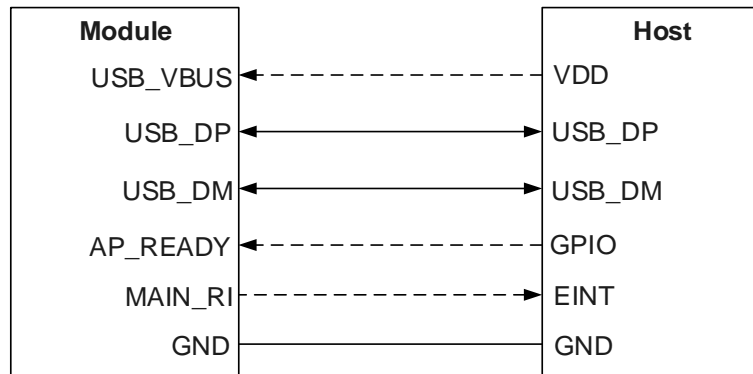 Module Host
USB_VBUS VDD
USB_DP USB_DP
USB_DM USB_DM
AP_READY GPIO
MAIN_RI EINT
GND GND